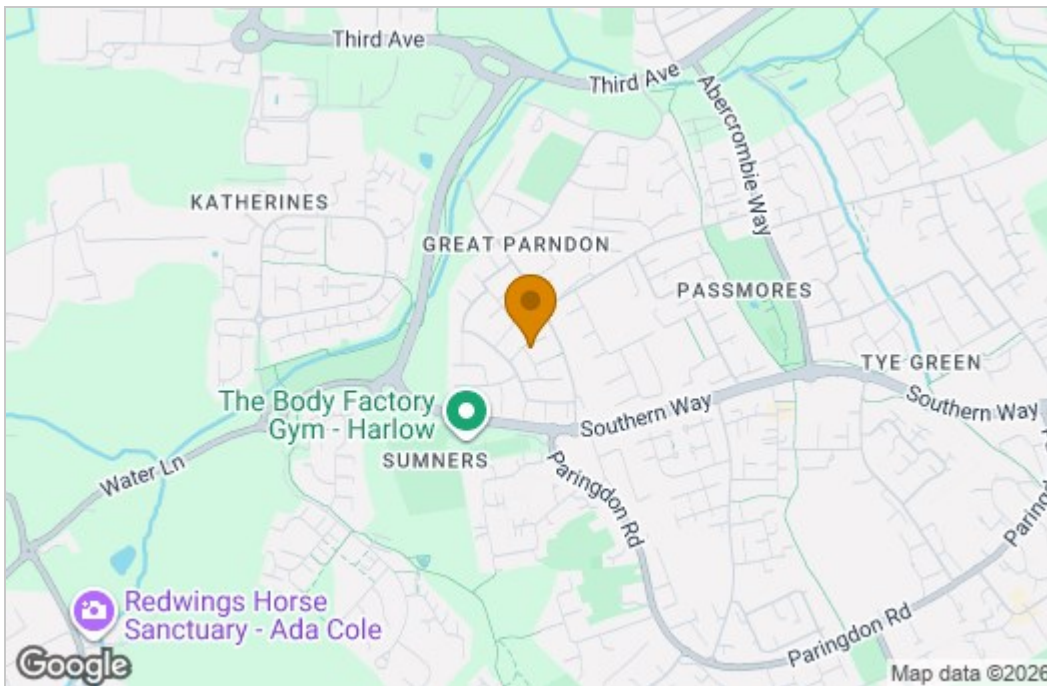 Third Ave
Third Ave
Abercrombie Way
KATHERINES
GREAT PARNDON
PASSMORES
TYE GREEN
The Body Factory
Gym - Harlow
Southern Way
Southern Way
SUMNERS
Water Ln
Paringdon Rd
Paringdon Rd
Redwings Horse
Sanctuary - Ada Cole
Google
Map data ©2026